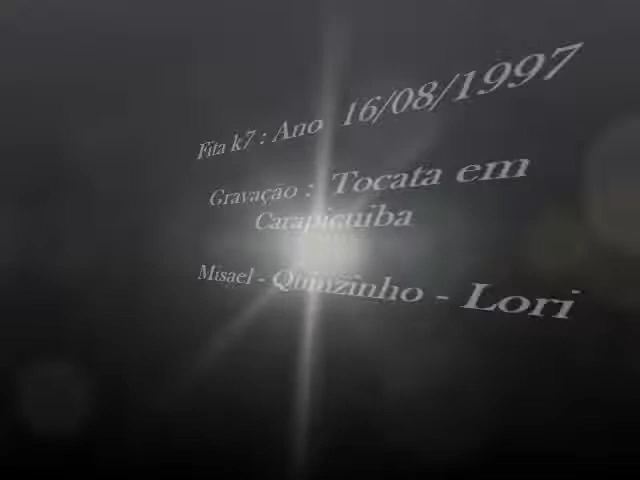 Fita k7 : Ano 16/08/1997
Gravação : Tocata em
Carapicuiba
Misael - Quinzinho - Lori